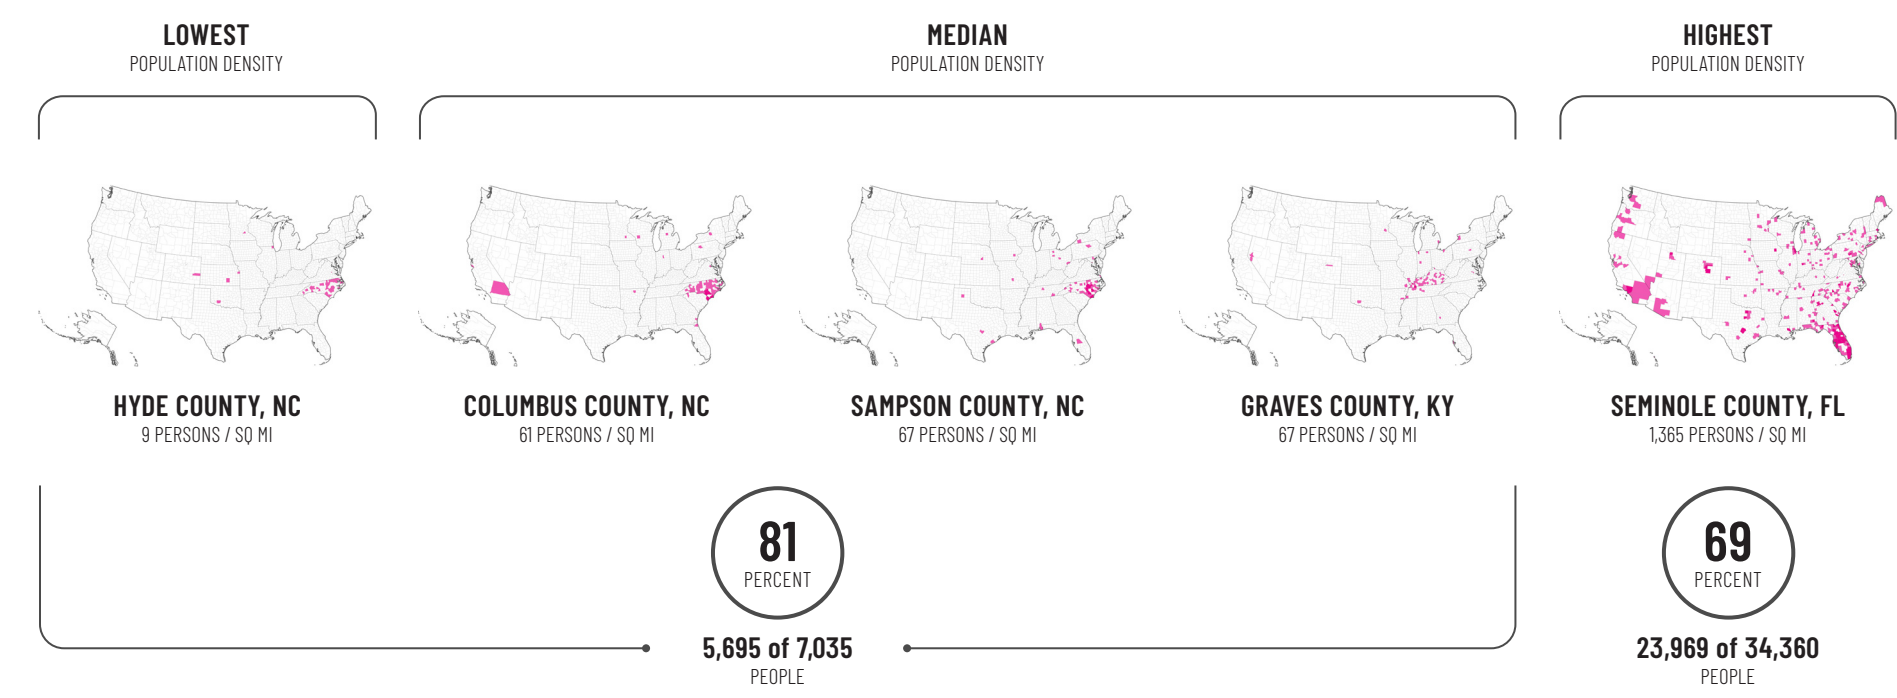 LOWEST
POPULATION DENSITY
MEDIAN
POPULATION DENSITY
HIGHEST
POPULATION DENSITY
HYDE COUNTY, NC
9 PERSONS / SQ MI
COLUMBUS COUNTY, NC
61 PERSONS / SQ MI
SAMPSON COUNTY, NC
67 PERSONS / SQ MI
GRAVES COUNTY, KY
67 PERSONS / SQ MI
SEMINOLE COUNTY, FL
1,365 PERSONS / SQ MI
81
PERCENT
5,695 of 7,035
PEOPLE
69
PERCENT
23,969 of 34,360
PEOPLE